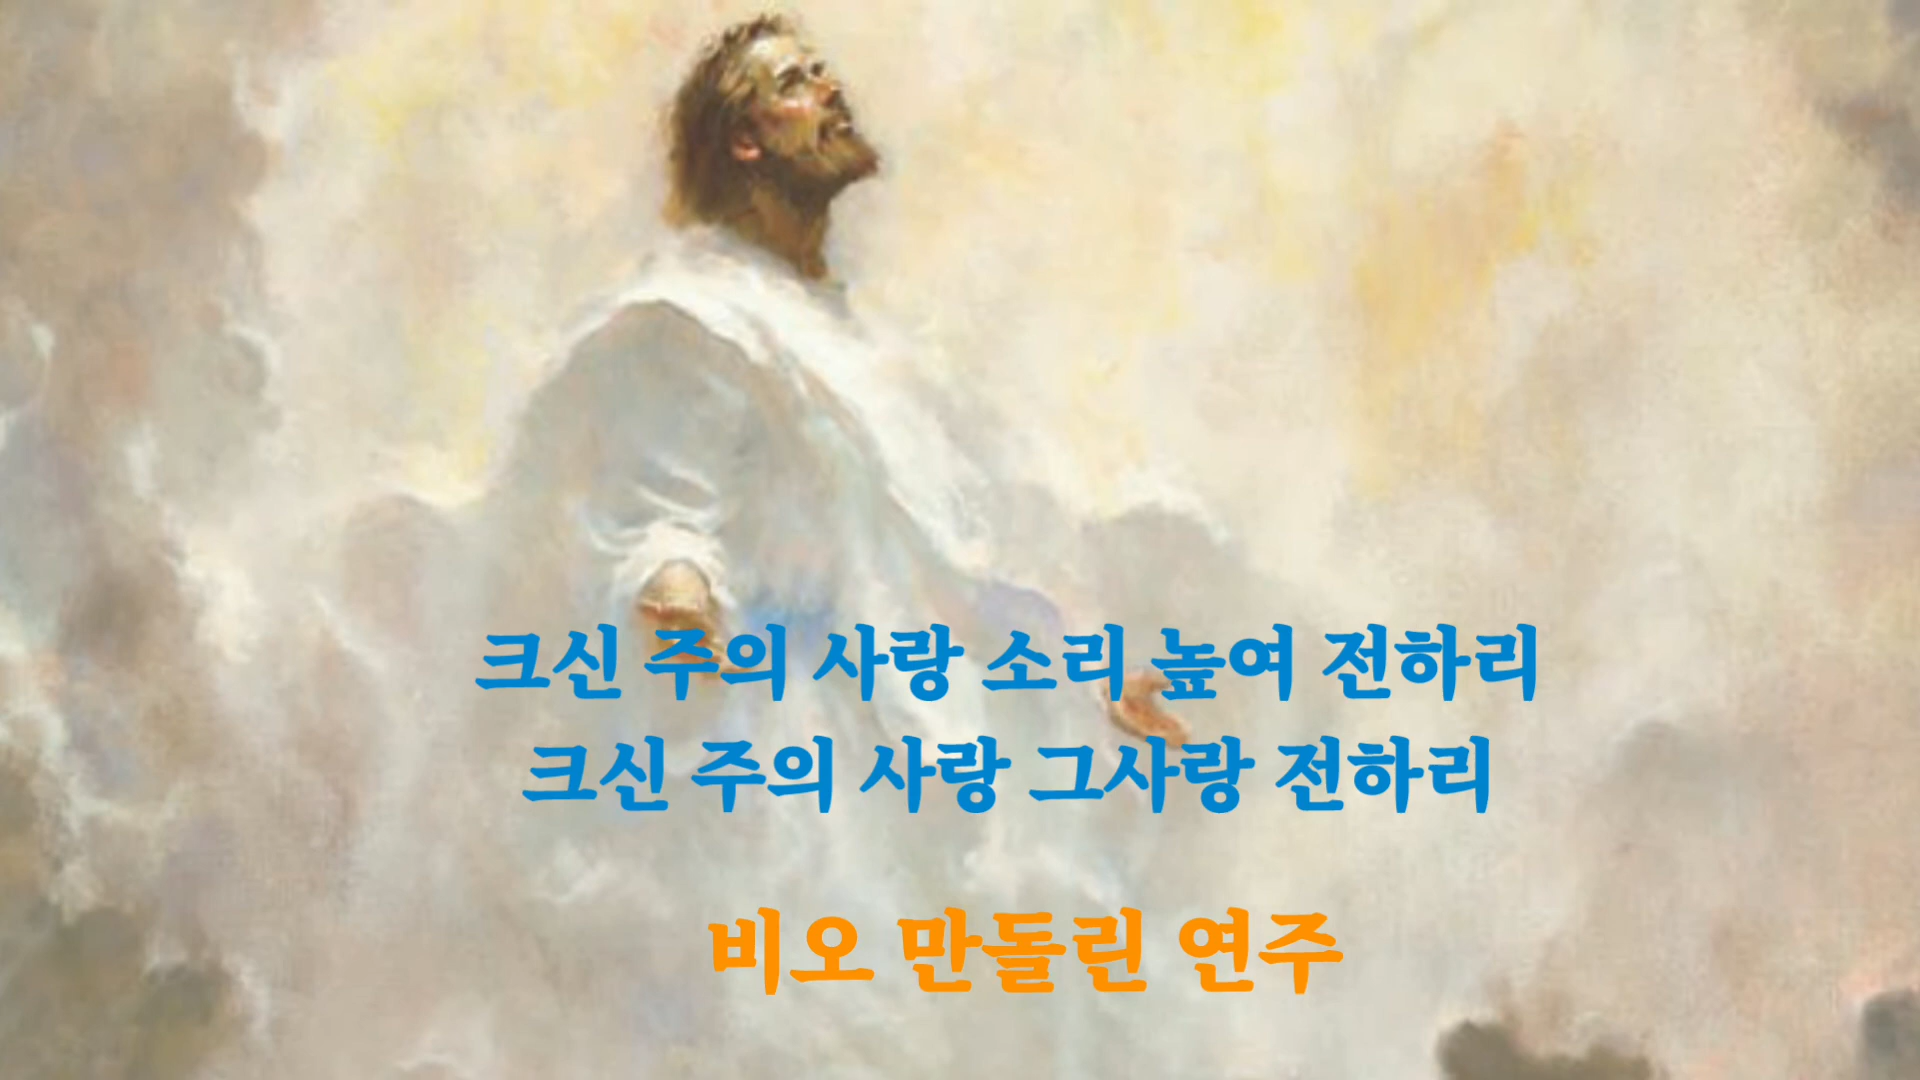 크신 주의 사랑 소리 높여 전하리
크신 주의 사랑 그사랑 전하리
비오 만돌린 연주